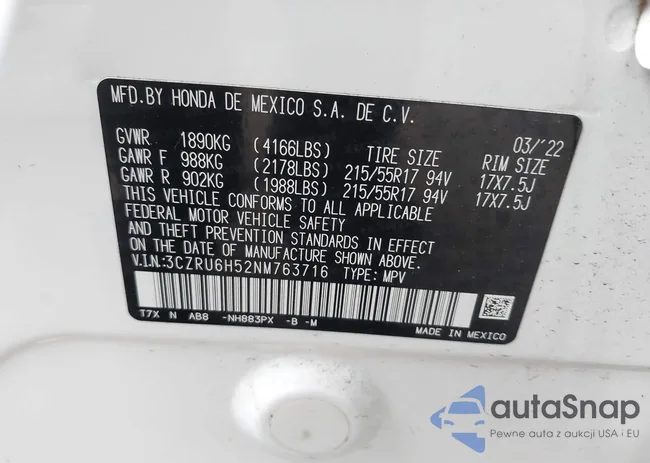 MFD.BY HONDA DE MEXICO S.A. DE C.V.
03/'22
GVWR 1890KG (4166LBS) TIRE SIZE RIM SIZE
GAWR F 988KG (2178LBS) 215/55R17 94V 17X7.5J
GAWR R 902KG (1988LBS) 215/55R17 94V 17X7.5J
THIS VEHICLE CONFORMS TO ALL APPLICABLE
FEDERAL MOTOR VEHICLE SAFETY
AND THEFT PREVENTION STANDARDS IN EFFECT
ON THE DATE OF MANUFACTURE SHOWN ABOVE.
V.I.N.:3CZRU6H52NM763716 TYPE: MPV
T7X N AB8 -NH883PX -B -M
MADE IN MEXICO
autoSnap
Pewne auta z aukcji USA i EU